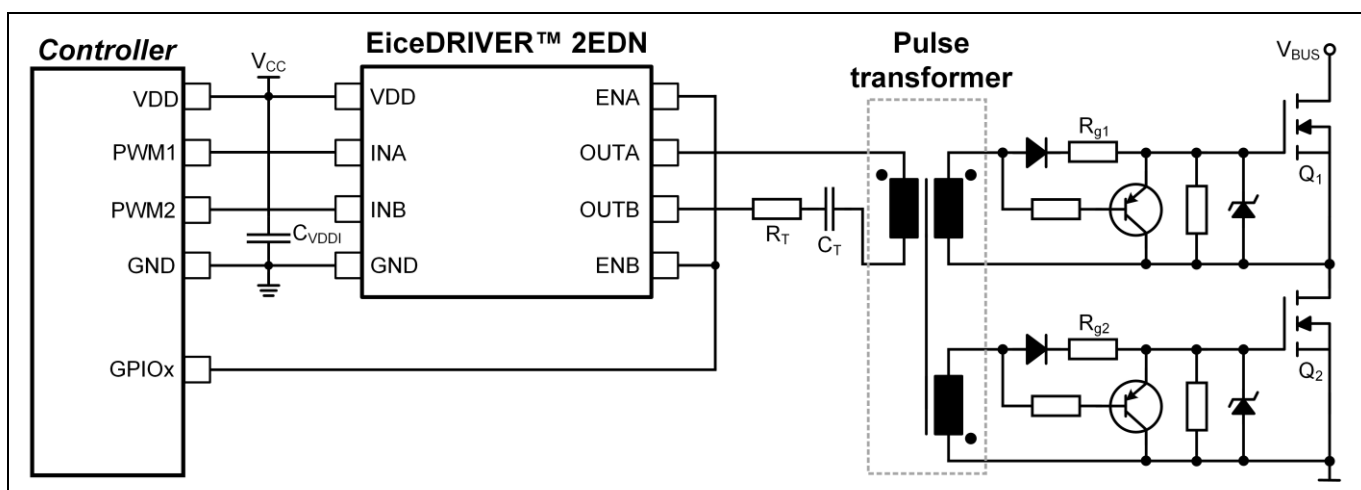 Controller
EiceDRIVER™ 2EDN
Pulse
transformer
VCC
VBUS
VDD
VDD
ENA
Rg1
PWM1
INA
OUTA
Q1
PWM2
INB
OUTB
CVDDI
RT
CT
GND
GND
ENB
Rg2
GPIOx
Q2